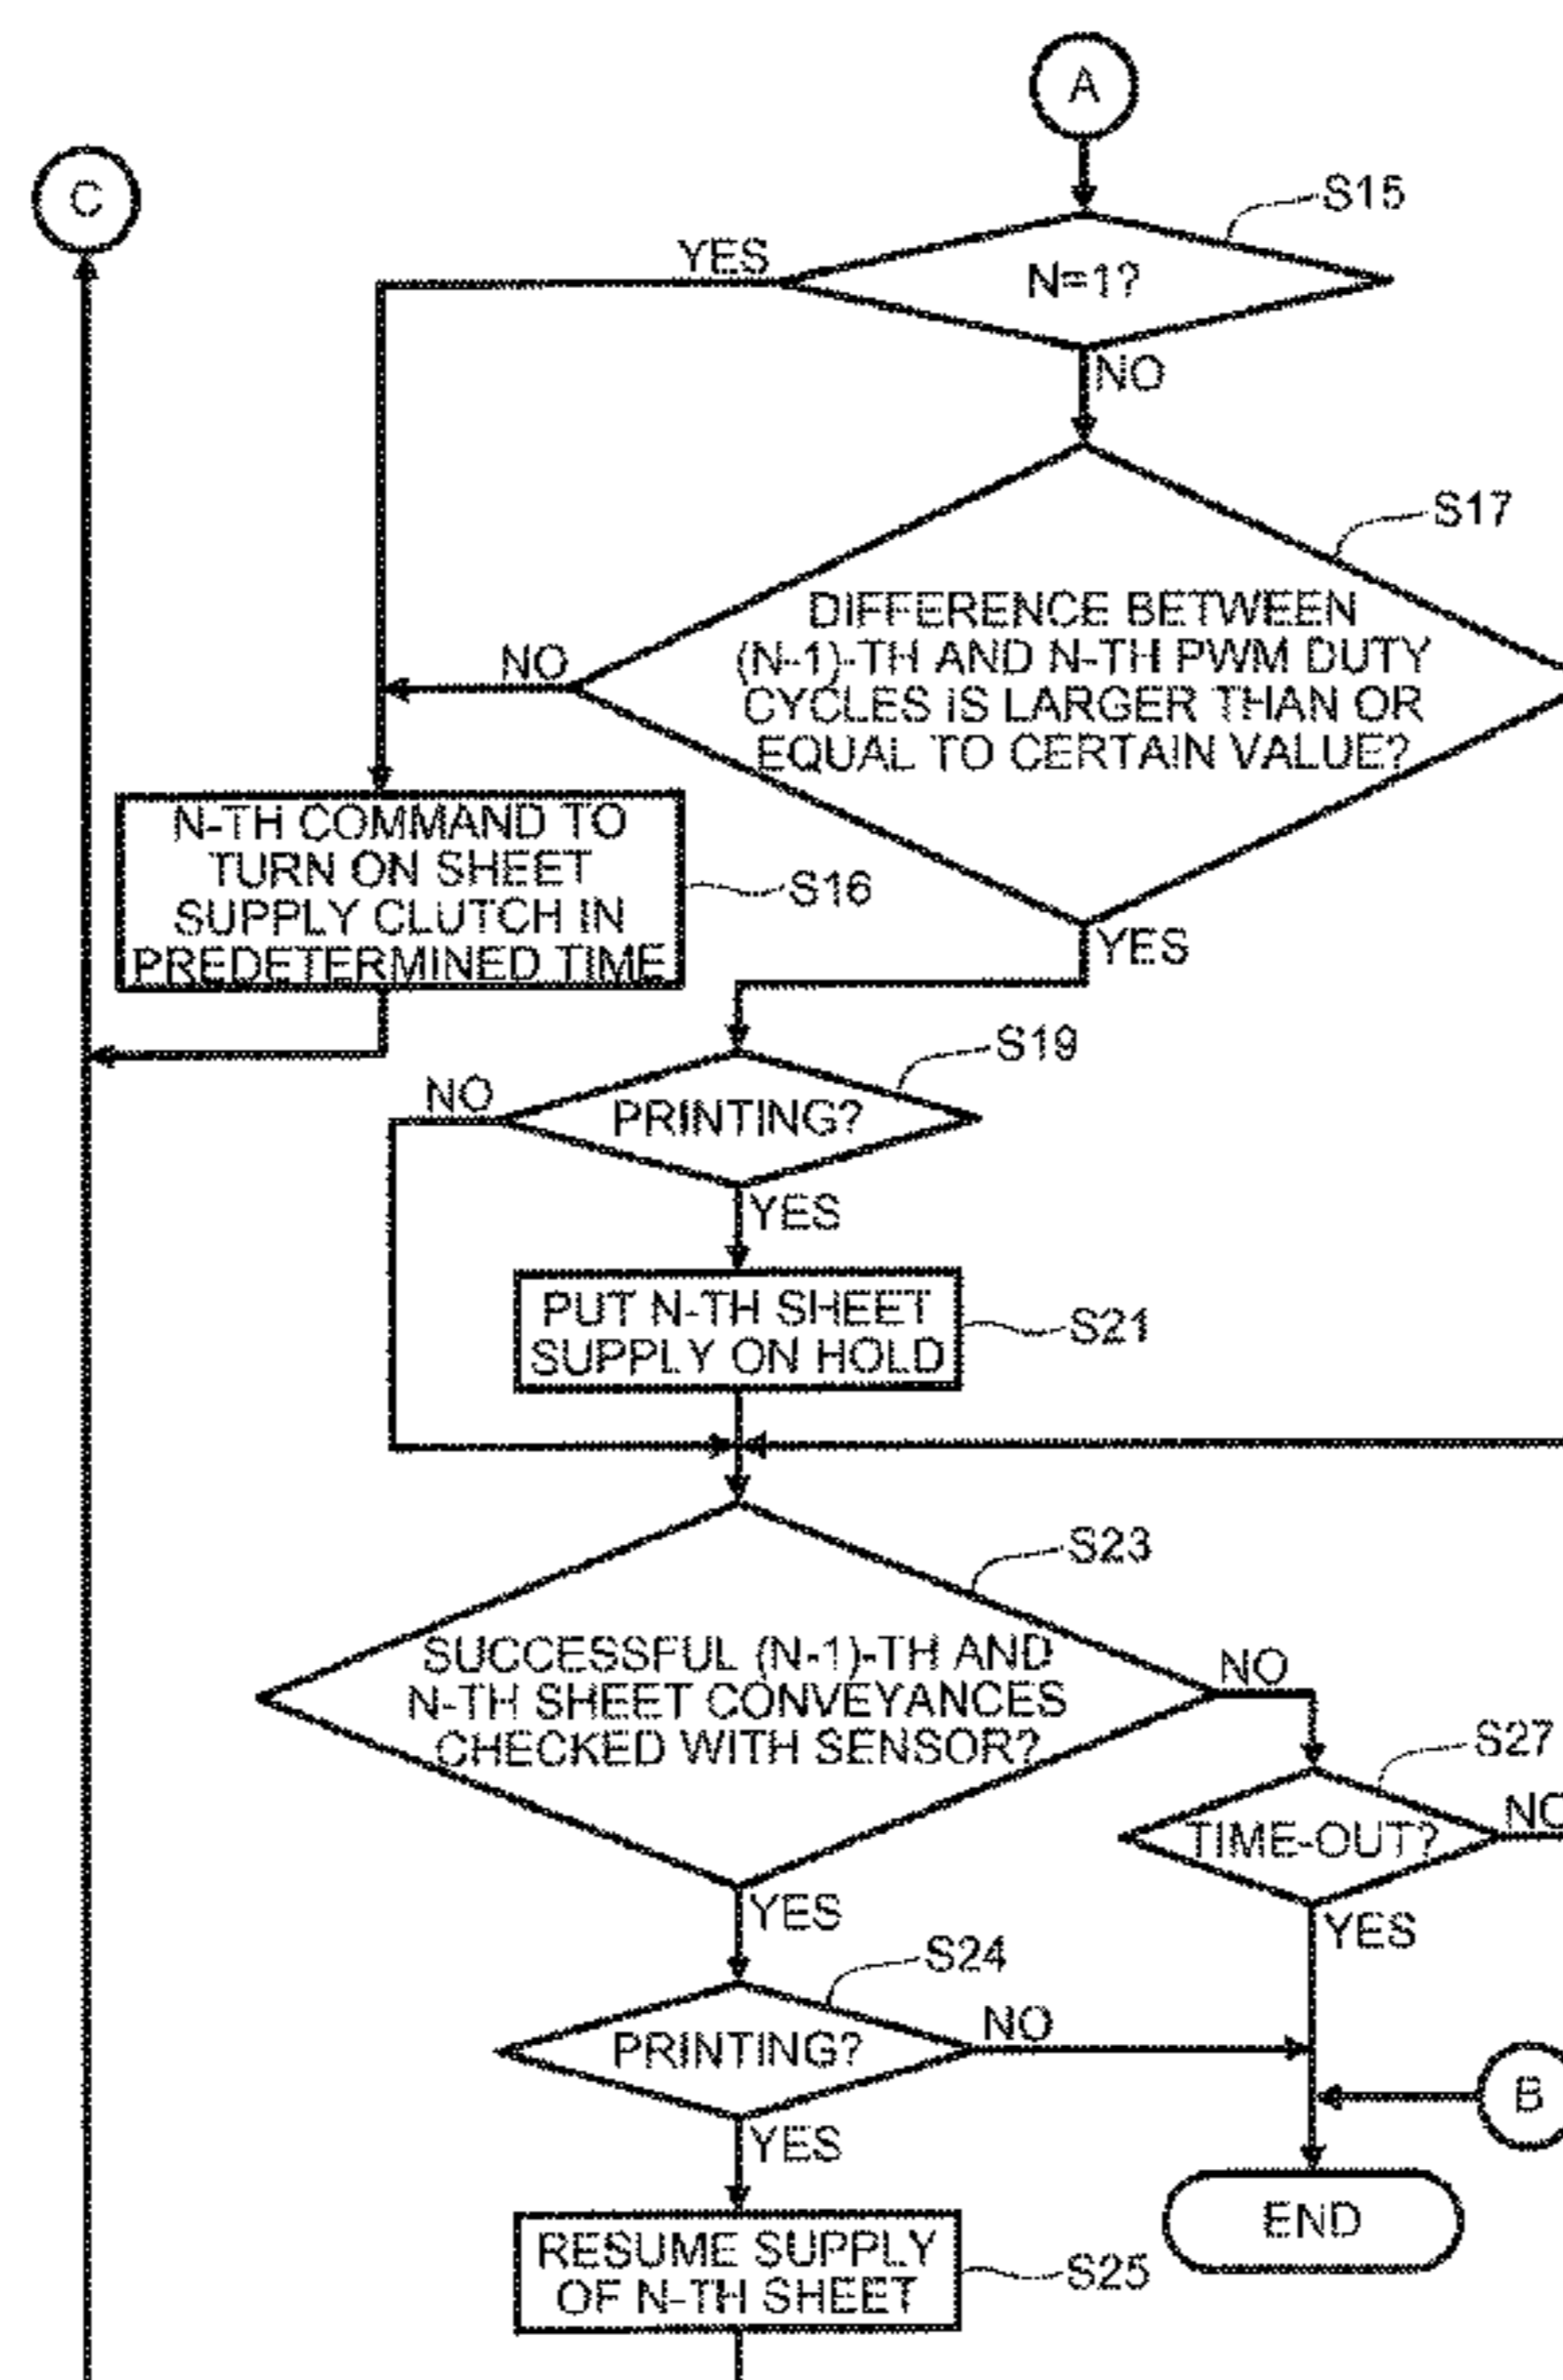 A
C
S15
YES
N=1?
NO
S17
DIFFERENCE BETWEEN
(N-1)-TH AND N-TH PWM DUTY
CYCLES IS LARGER THAN OR
EQUAL TO CERTAIN VALUE?
NO
N-TH COMMAND TO
TURN ON SHEET
SUPPLY CLUTCH IN
PREDETERMINED TIME
S16
YES
S19
NO
PRINTING?
YES
PUT N-TH SHEET
SUPPLY ON HOLD
S21
S23
SUCCESSFUL (N-1)-TH AND
N-TH SHEET CONVEYANCES
CHECKED WITH SENSOR?
NO
S27
NO
TIME-OUT?
YES
YES
S24
NO
PRINTING?
B
YES
END
RESUME SUPPLY
OF N-TH SHEET
S25